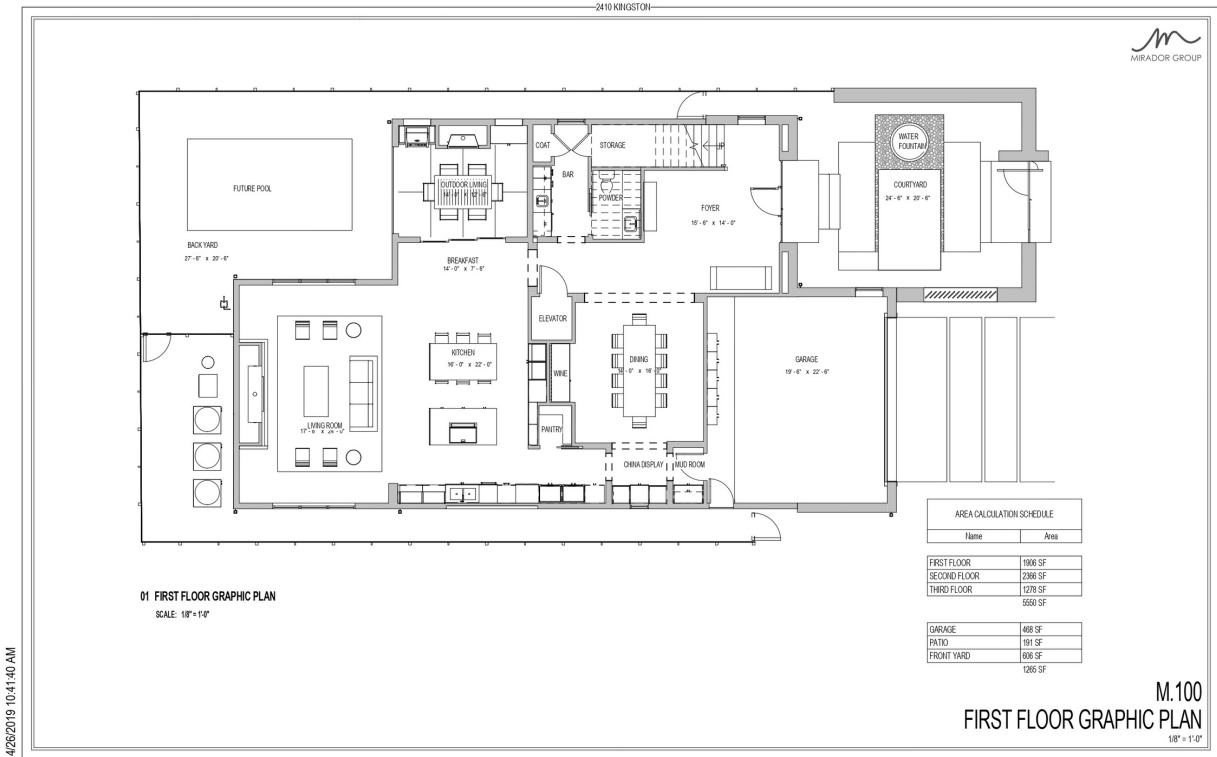 2410 KINGSTON
MIRADOR GROUP
WATER
FOUNTAIN
COAT
STORAGE
UP
FUTURE POOL
OUTDOOR LIVING
BAR
POWDER
COURTYARD
24' - 6" x 20' - 6"
FOYER
15' - 6" x 14' - 0"
BACK YARD
27' - 6" x 20' - 6"
BREAKFAST
14' - 0" x 7' - 6"
ELEVATOR
KITCHEN
16' - 0" x 22' - 0"
WINE
DINING
GARAGE
19' - 6" x 22' - 6"
LIVING ROOM
PANTRY
CHINA DISPLAY
MUD ROOM
AREA CALCULATION SCHEDULE
Name Area
FIRST FLOOR 1906 SF
SECOND FLOOR 2366 SF
THIRD FLOOR 1278 SF
5550 SF
GARAGE 468 SF
PATIO 191 SF
FRONT YARD 606 SF
1265 SF
01 FIRST FLOOR GRAPHIC PLAN
SCALE: 1/8" = 1'-0"
4/26/2019 10:41:40 AM
M.100
FIRST FLOOR GRAPHIC PLAN
1/8" = 1'-0"